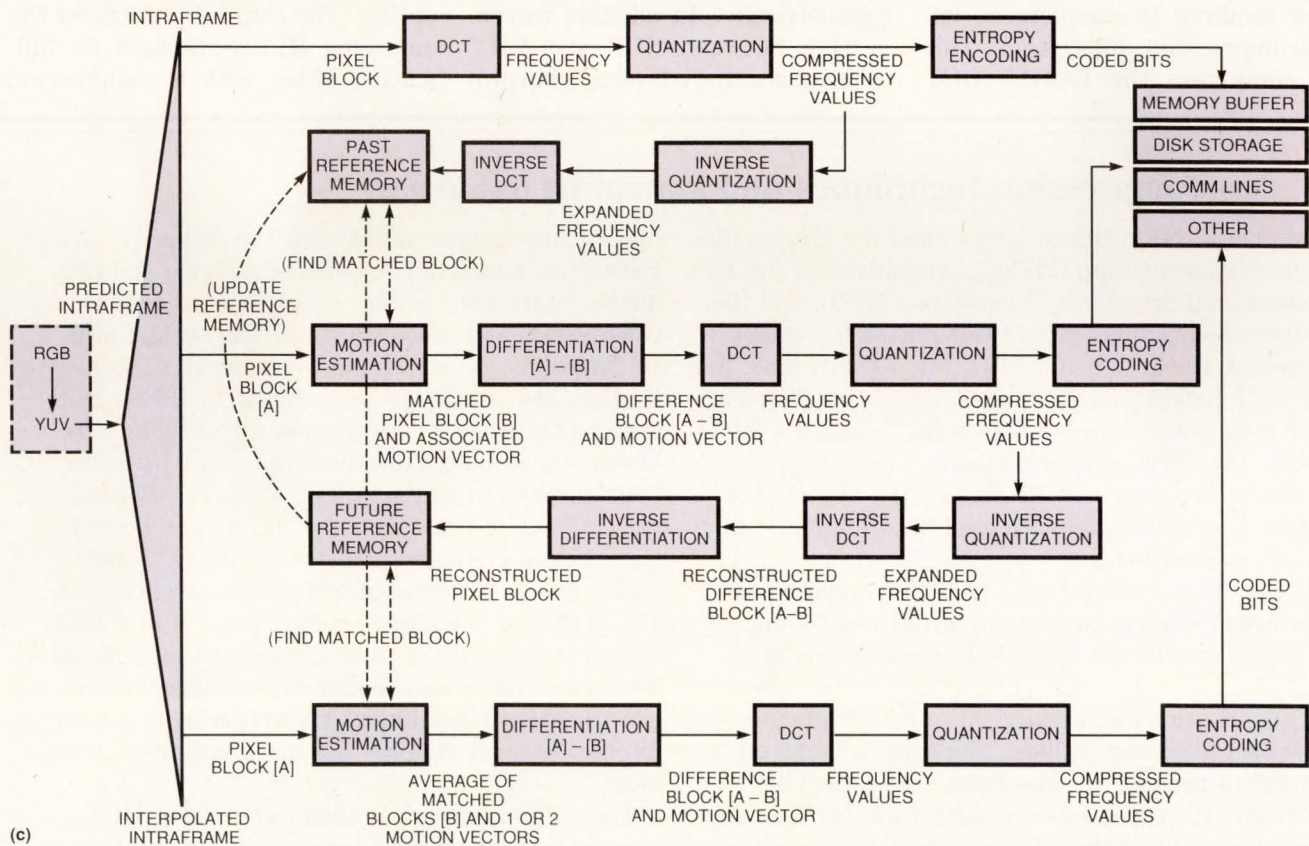 INTRAFRAME
PIXEL
BLOCK
DCT
FREQUENCY
VALUES
QUANTIZATION
COMPRESSED
FREQUENCY
VALUES
ENTROPY
ENCODING
CODED BITS
MEMORY BUFFER
DISK STORAGE
COMM LINES
OTHER
PAST
REFERENCE
MEMORY
INVERSE
DCT
EXPANDED
FREQUENCY
VALUES
INVERSE
QUANTIZATION
(FIND MATCHED BLOCK)
(UPDATE
REFERENCE
MEMORY)
PREDICTED
INTRAFRAME
RGB
YUV
PIXEL
BLOCK
[A]
MOTION
ESTIMATION
MATCHED
PIXEL BLOCK [B]
AND ASSOCIATED
MOTION VECTOR
DIFFERENTIATION
[A] – [B]
DIFFERENCE
BLOCK [A – B]
AND MOTION VECTOR
DCT
FREQUENCY
VALUES
QUANTIZATION
COMPRESSED
FREQUENCY
VALUES
ENTROPY
CODING
FUTURE
REFERENCE
MEMORY
RECONSTRUCTED
PIXEL BLOCK
INVERSE
DIFFERENTIATION
RECONSTRUCTED
DIFFERENCE
BLOCK [A–B]
INVERSE
DCT
EXPANDED
FREQUENCY
VALUES
INVERSE
QUANTIZATION
CODED
BITS
(FIND MATCHED BLOCK)
PIXEL
BLOCK [A]
MOTION
ESTIMATION
AVERAGE OF
MATCHED
BLOCKS [B] AND 1 OR 2
MOTION VECTORS
DIFFERENTIATION
[A] – [B]
DIFFERENCE
BLOCK [A – B]
AND MOTION VECTOR
DCT
FREQUENCY
VALUES
QUANTIZATION
COMPRESSED
FREQUENCY
VALUES
ENTROPY
CODING
INTERPOLATED
INTRAFRAME
(c)